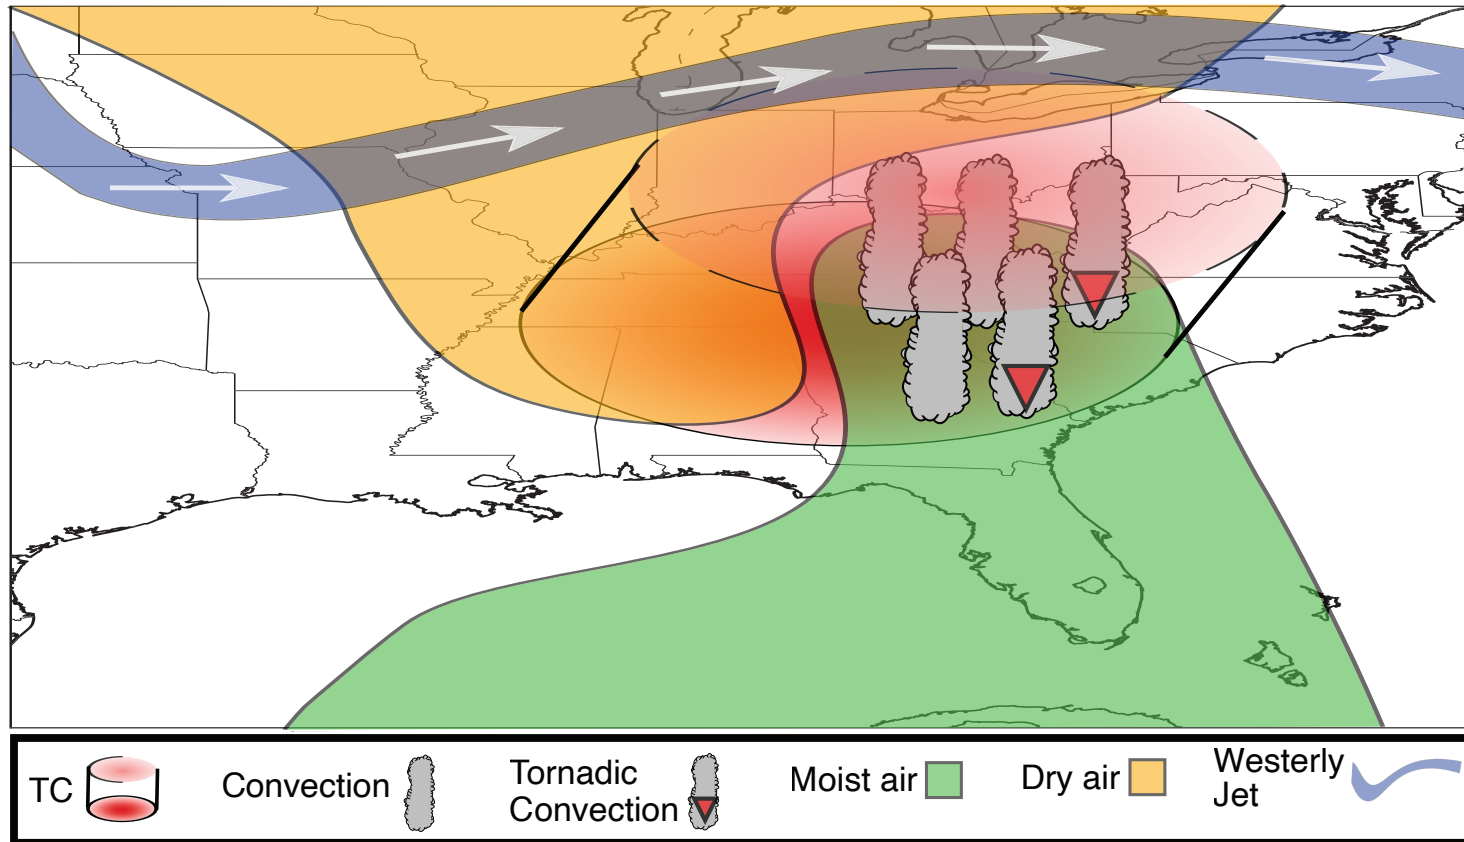 TC
Convection
Tornadic
Convection
Moist air
Dry air
Westerly
Jet